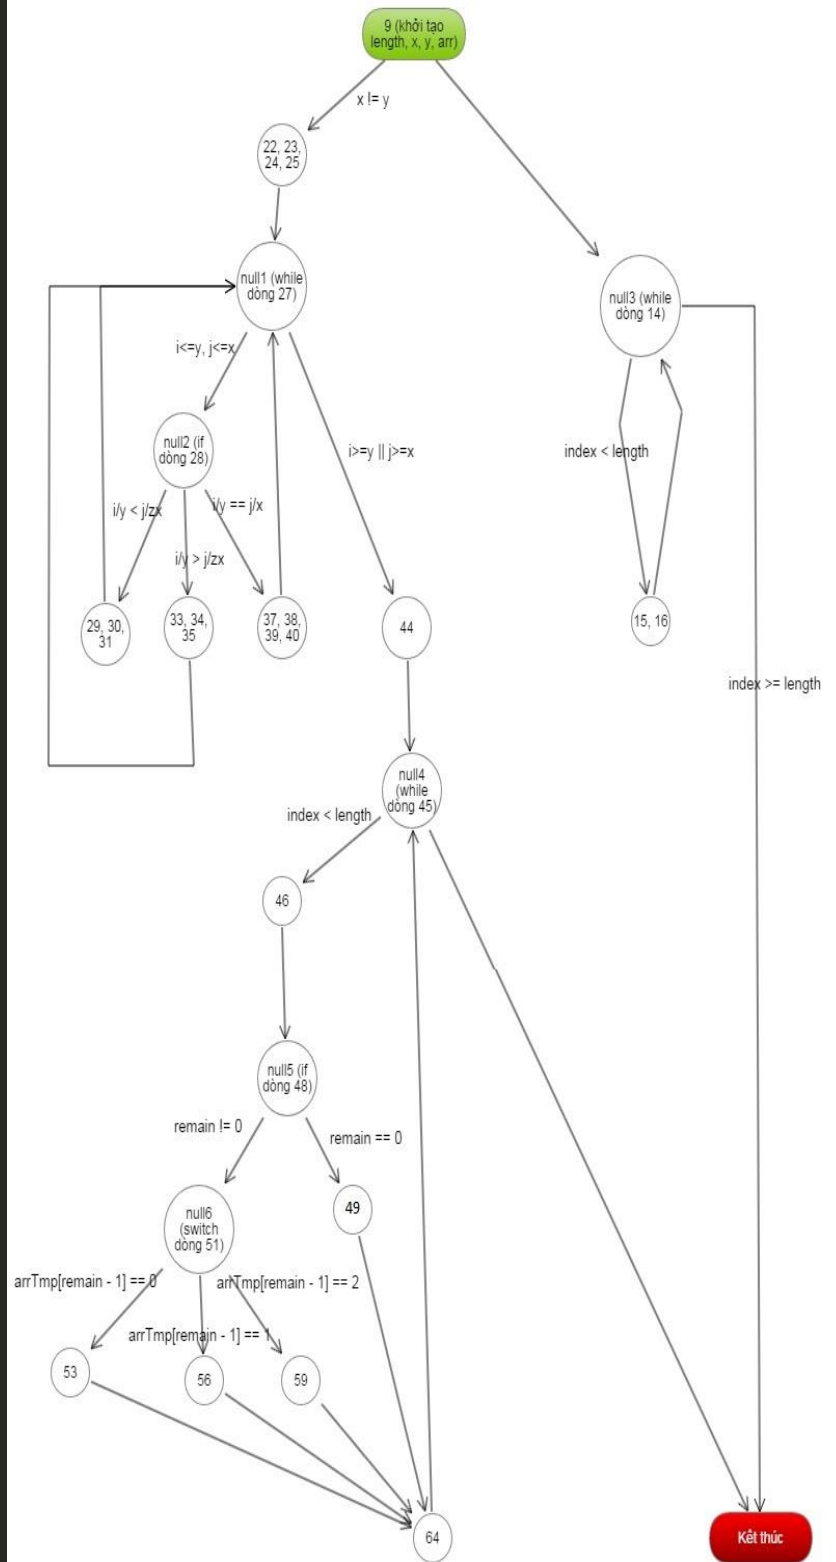 9 (khởi tạo
length, x, y, arr)
x != y
22, 23,
24, 25
null1 (while
dòng 27)
null3 (while
dòng 14)
i<=y, j<=x
null2 (if
dòng 28)
i>=y || j>=x
index < length
i/y < j/zx
i/y == j/x
i/y > j/zx
29, 30,
31
33, 34,
35
37, 38,
39, 40
44
15, 16
index >= length
null4
(while
dòng 45)
index < length
46
null5 (if
dòng 48)
remain != 0
remain == 0
null6
(switch
dòng 51)
49
arrTmp[remain - 1] == 0
arrTmp[remain - 1] == 2
arrTmp[remain - 1] == 1
53
56
59
64
Kết thúc